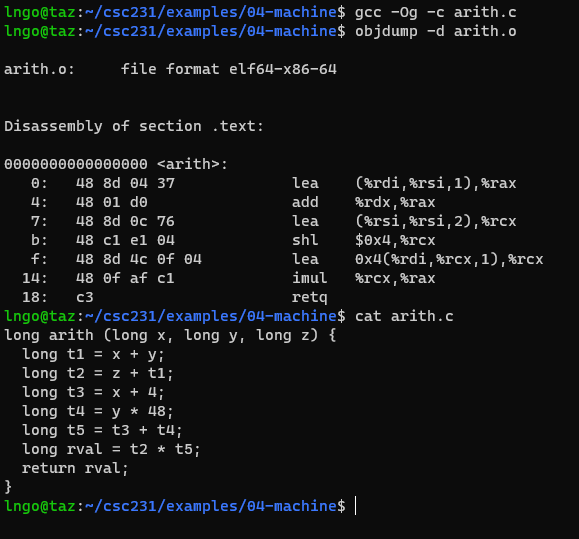 lngo@taz:~/csc231/examples/04-machine$ gcc -Og -c arith.c
lngo@taz:~/csc231/examples/04-machine$ objdump -d arith.o

arith.o:     file format elf64-x86-64


Disassembly of section .text:

0000000000000000 <arith>:
   0:   48 8d 04 37             lea    (%rdi,%rsi,1),%rax
   4:   48 01 d0                add    %rdx,%rax
   7:   48 8d 0c 76             lea    (%rsi,%rsi,2),%rcx
   b:   48 c1 e1 04             shl    $0x4,%rcx
   f:   48 8d 4c 0f 04          lea    0x4(%rdi,%rcx,1),%rcx
  14:   48 0f af c1             imul   %rcx,%rax
  18:   c3                      retq
lngo@taz:~/csc231/examples/04-machine$ cat arith.c
long arith (long x, long y, long z) {
  long t1 = x + y;
  long t2 = z + t1;
  long t3 = x + 4;
  long t4 = y * 48;
  long t5 = t3 + t4;
  long rval = t2 * t5;
  return rval;
}
lngo@taz:~/csc231/examples/04-machine$